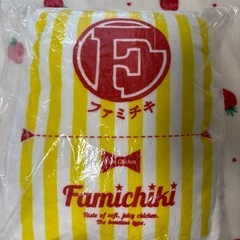 F
ファミチキ
Famichiki
Taste of soft, juicy chicken.
The boneless type.